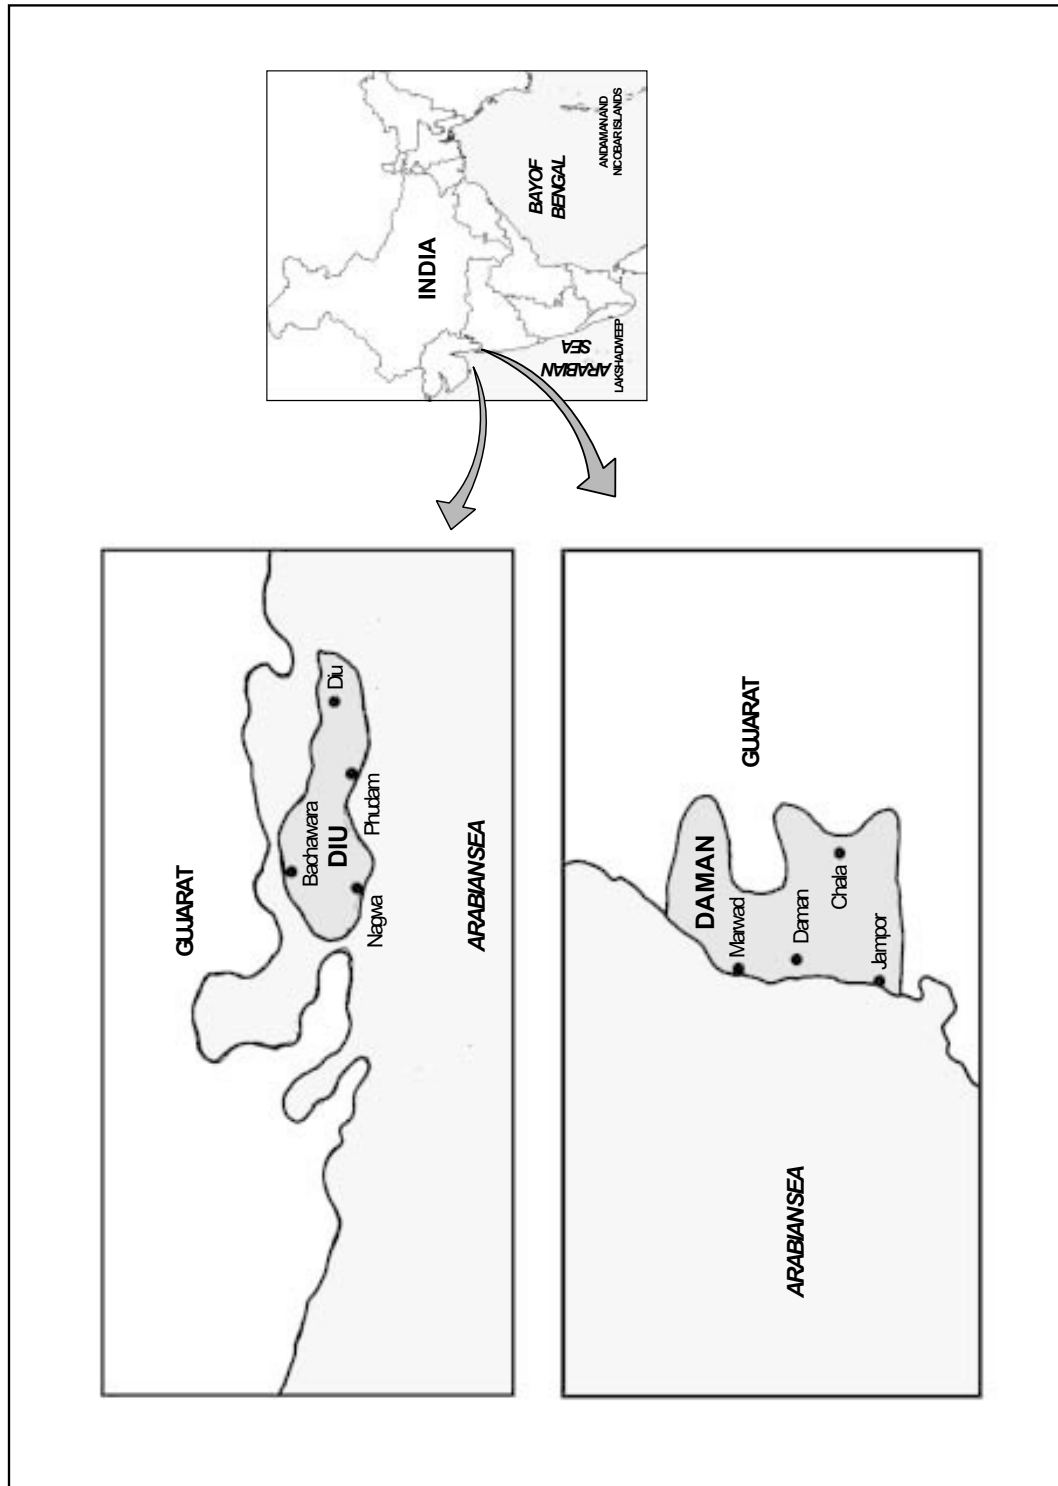 INDIA
BAY OF
BENGAL
ANDAMAN AND
NICOBAR ISLANDS
ARABIAN
SEA
LAKSHADWEEP
GUJARAT
Diu
Bachawara
DIU
Phudam
Nagwa
ARABIAN SEA
GUJARAT
DAMAN
Marwad
Daman
Chala
Jampor
ARABIAN SEA